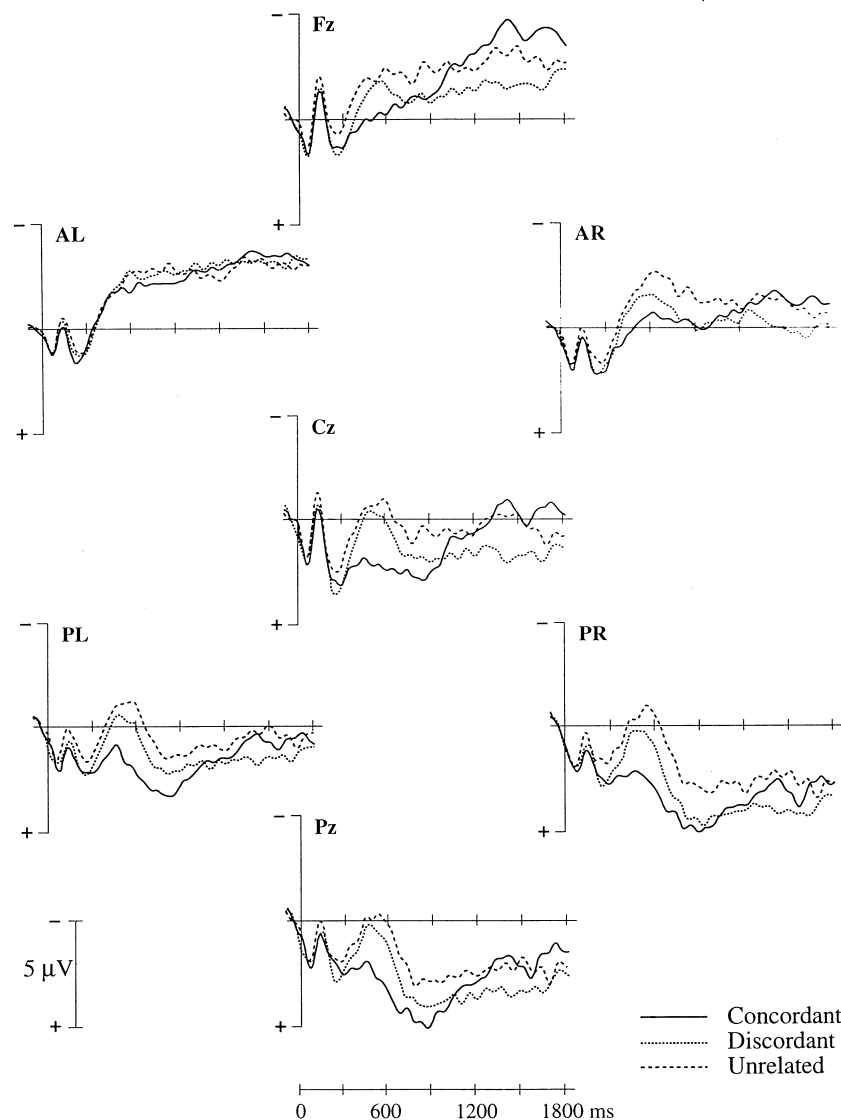 −
Fz
+
−
AL
+
−
AR
+
−
Cz
+
−
PL
+
−
PR
+
−
Pz
+
−
5 μV
+
Concordant
Discordant
Unrelated
0 600 1200 1800 ms